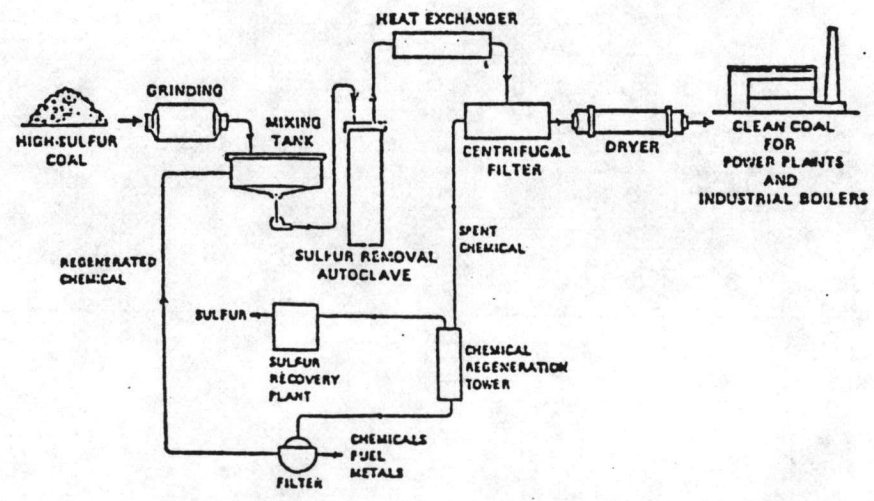 HEAT EXCHANGER
GRINDING
MIXING
TANK
HIGH-SULFUR
COAL
CENTRIFUGAL
FILTER
DRYER
CLEAN COAL
FOR
POWER PLANTS
AND
INDUSTRIAL BOILERS
SULFUR REMOVAL
AUTOCLAVE
SPENT
CHEMICAL
REGENERATED
CHEMICAL
SULFUR
SULFUR
RECOVERY
PLANT
CHEMICAL
REGENERATION
TOWER
CHEMICALS
FUEL
METALS
FILTER